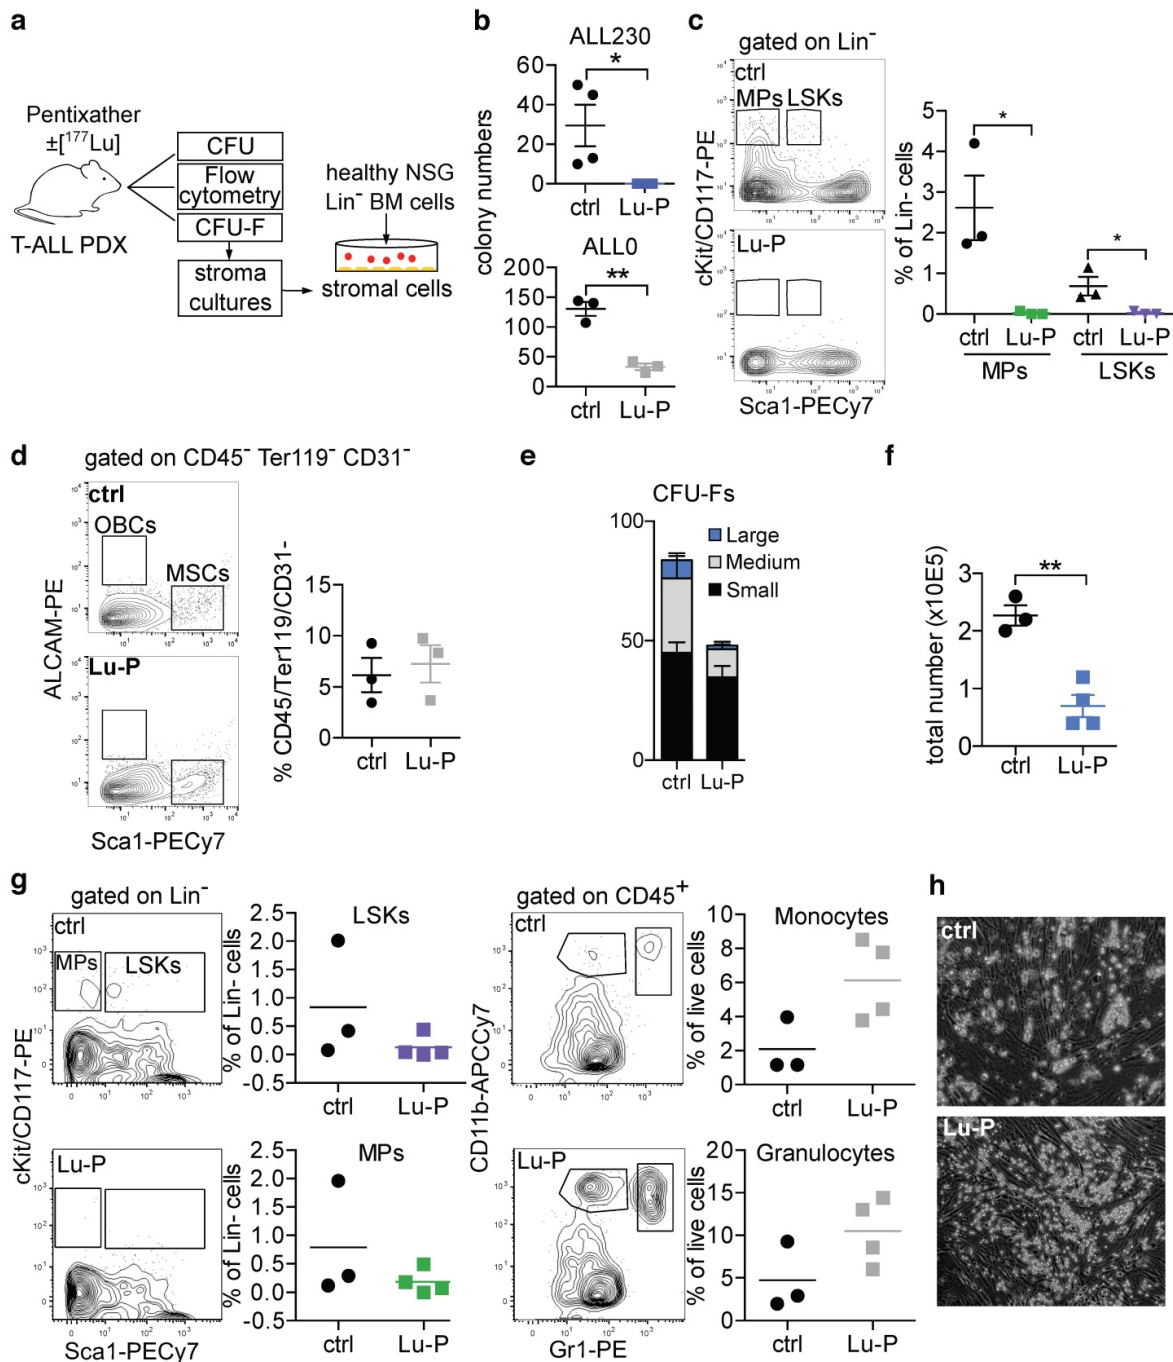 a
Pentixather
±[¹⁷⁷Lu]
T-ALL PDX
CFU
Flow
cytometry
CFU-F
stroma
cultures
healthy NSG
Lin⁻ BM cells
stromal cells
b
ALL230
colony numbers
60
40
20
0
ctrl Lu-P
*
ALL0
200
150
100
50
0
ctrl Lu-P
**
c
gated on Lin⁻
ctrl
MPs LSKs
Lu-P
cKit/CD117-PE
Sca1-PECy7
% of Lin- cells
5
4
3
2
1
0
*
*
ctrl Lu-P ctrl Lu-P
MPs LSKs
d
gated on CD45⁻ Ter119⁻ CD31⁻
ctrl
OBCs
MSCs
Lu-P
ALCAM-PE
Sca1-PECy7
% CD45/Ter119/CD31-
15
10
5
0
ctrl Lu-P
e
CFU-Fs
100
50
0
Large
Medium
Small
ctrl Lu-P
f
total number (x10E5)
3
2
1
0
**
ctrl Lu-P
g
gated on Lin⁻
ctrl
MPs LSKs
Lu-P
cKit/CD117-PE
Sca1-PECy7
LSKs
% of Lin- cells
2.5
2.0
1.5
1.0
0.5
0.0
-0.5
ctrl Lu-P
MPs
% of Lin- cells
2.5
2.0
1.5
1.0
0.5
0.0
-0.5
ctrl Lu-P
gated on CD45⁺
ctrl
Lu-P
CD11b-APCCy7
Gr1-PE
Monocytes
% of live cells
10
8
6
4
2
0
ctrl Lu-P
Granulocytes
% of live cells
20
15
10
5
0
ctrl Lu-P
h
ctrl
Lu-P